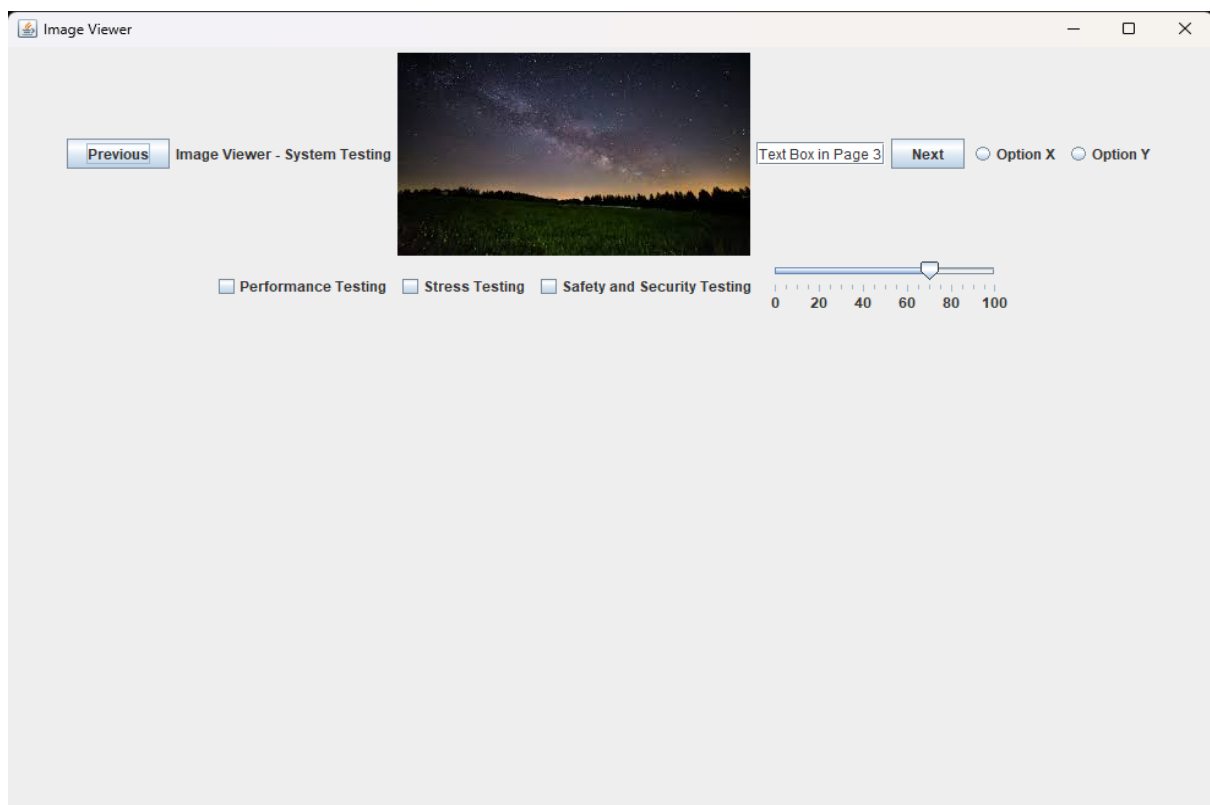 Image Viewer
Previous Image Viewer - System Testing Text Box in Page 3 Next Option X Option Y
Performance Testing Stress Testing Safety and Security Testing
0 20 40 60 80 100